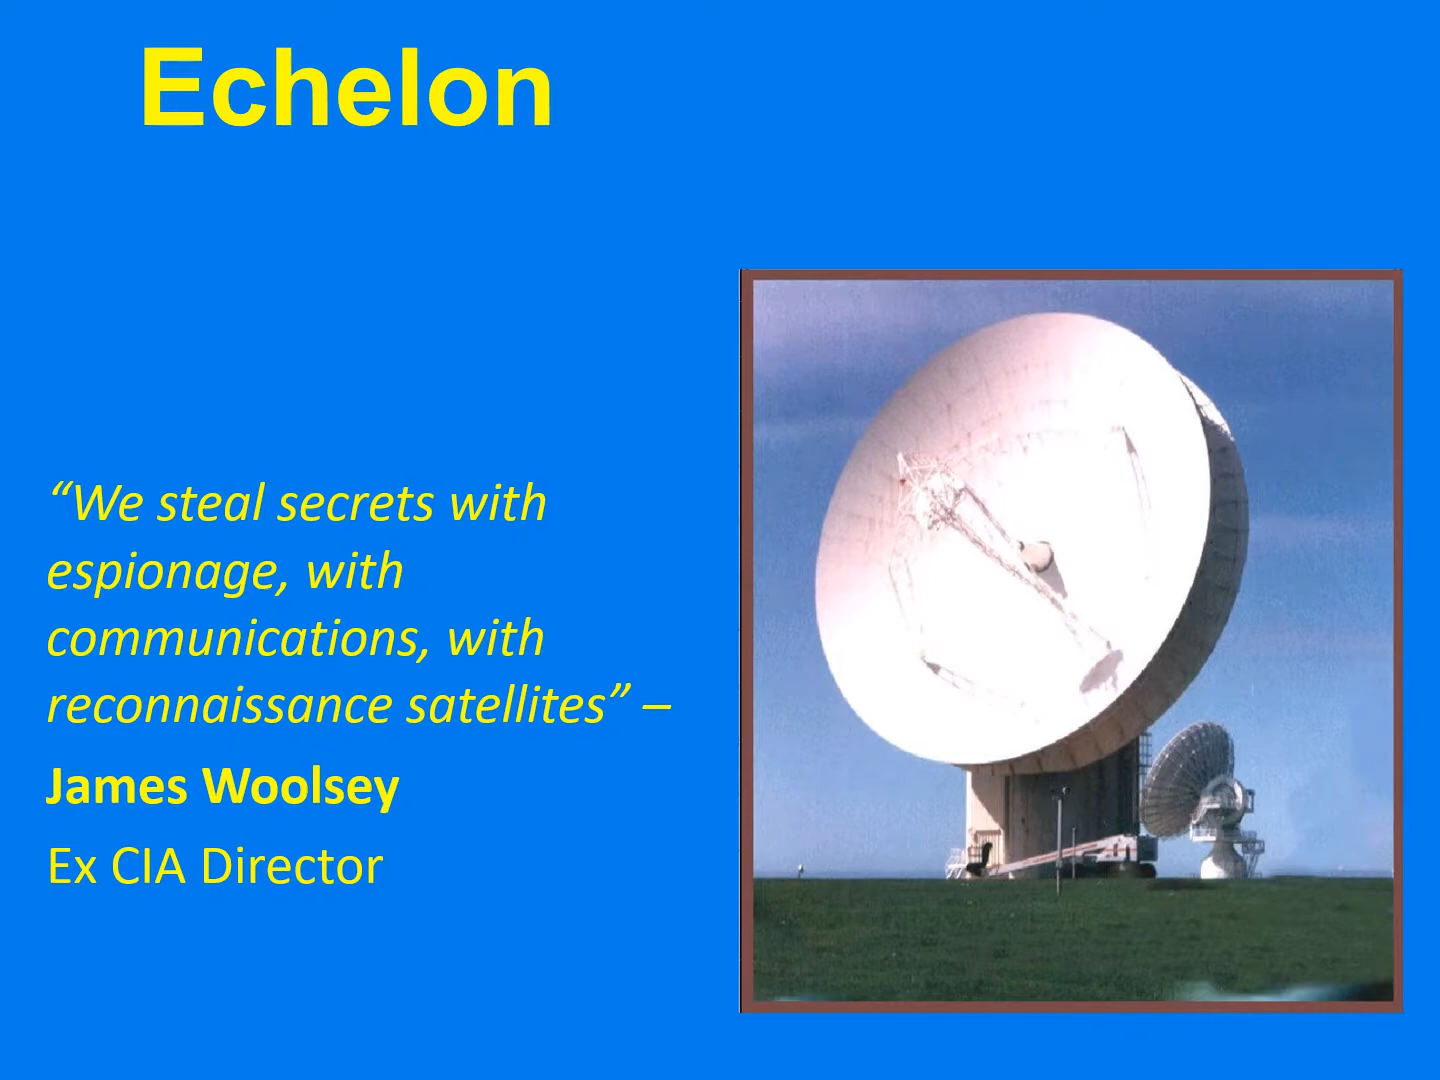 Echelon
“We steal secrets with
espionage, with
communications, with
reconnaissance satellites” –
James Woolsey
Ex CIA Director